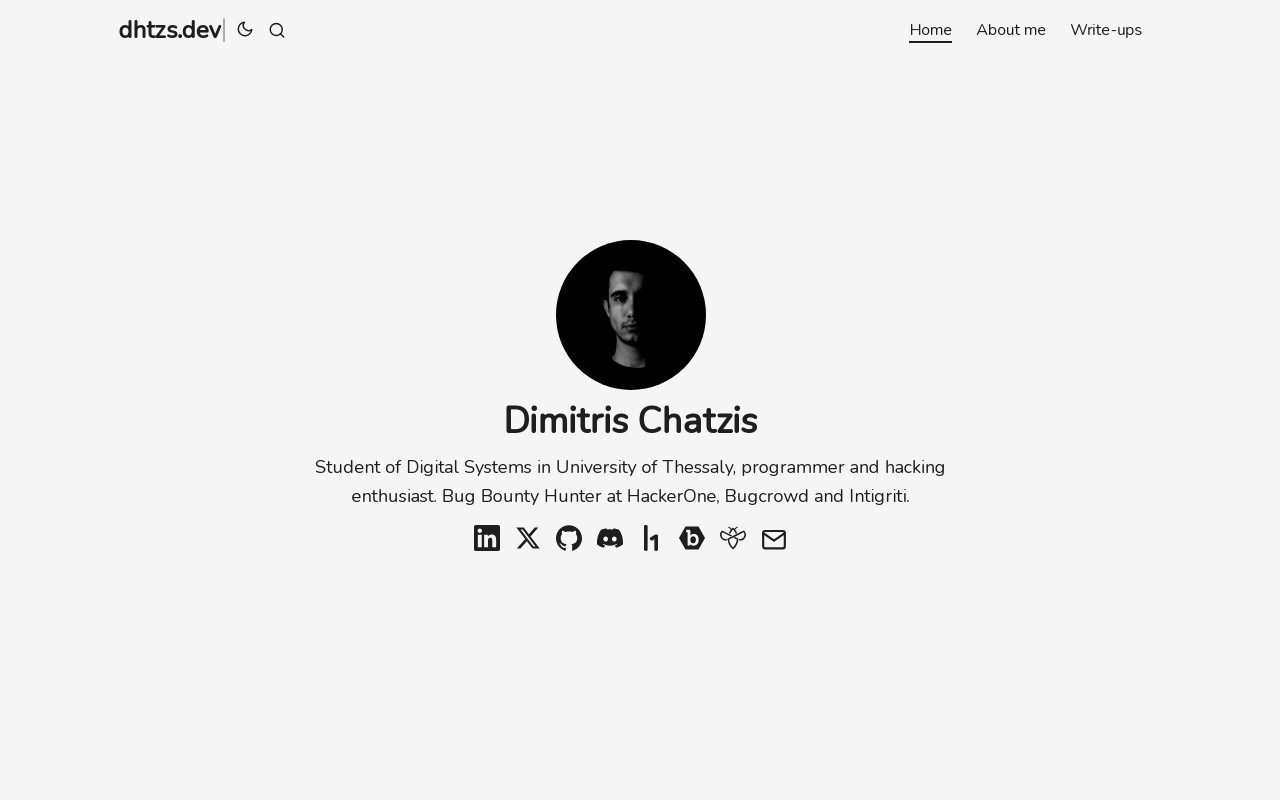 dhtzs.dev
Home About me Write-ups
Dimitris Chatzis
Student of Digital Systems in University of Thessaly, programmer and hacking
enthusiast. Bug Bounty Hunter at HackerOne, Bugcrowd and Intigriti.